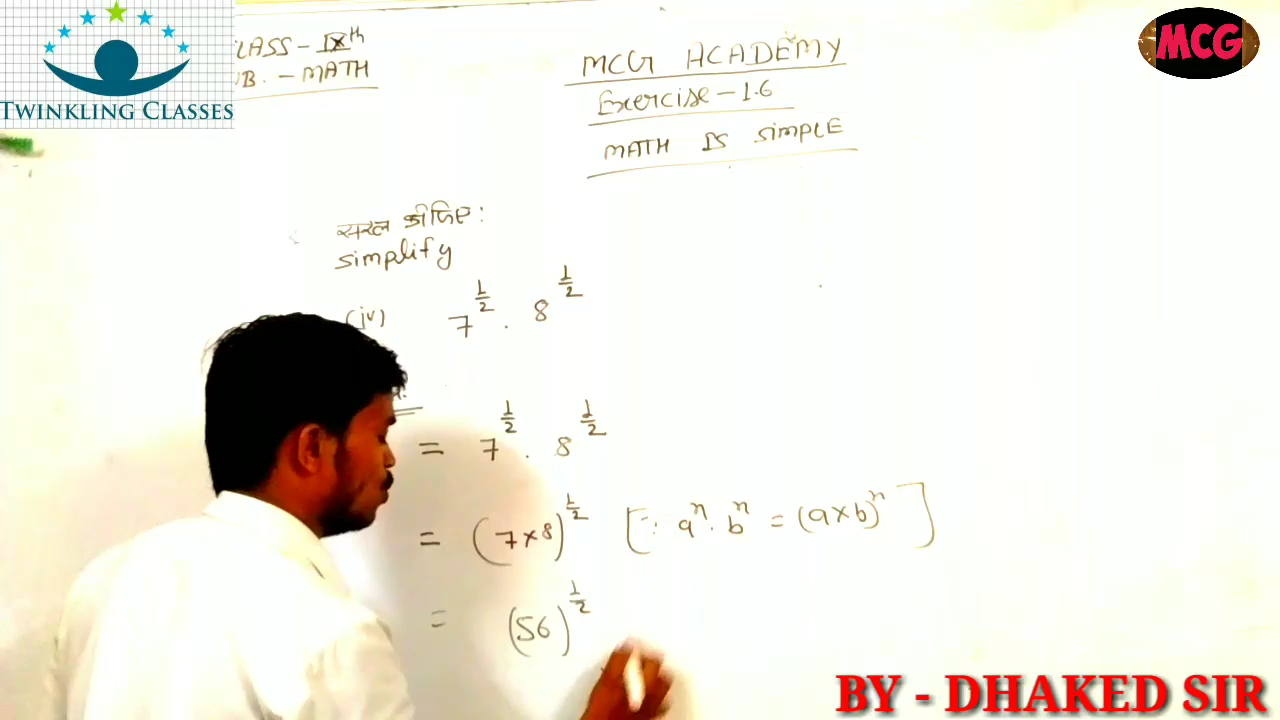 TWINKLING CLASSES
CLASS - IXth
UB. - MATH
MCG ACADEMY
Exercise - 1.6
MATH IS SIMPLE
MCG
सरल कीजिए:
simplify
(iv) 7^{1/2} . 8^{1/2}
= 7^{1/2} . 8^{1/2}
= (7×8)^{1/2} [∵ a^n . b^n = (a×b)^n]
= (56)^{1/2}
BY - DHAKED SIR